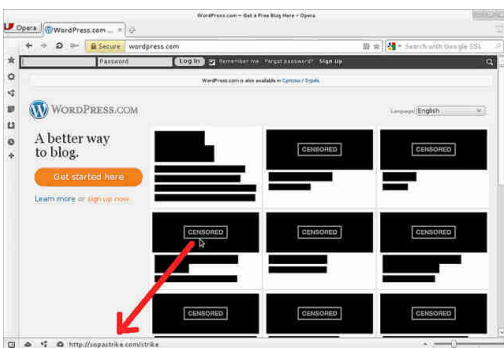 WordPress.com — Get a Free Blog Here - Opera
Opera
WordPress.com ...
Secure
wordpress.com
Search with Google SSL
Password
Log In
Remember me
Forgot password?
Sign Up
WordPress.com is also available in
WORDPRESS.COM
Language:
English
A better way
to blog.
Get started here
Learn more or sign up now.
CENSORED
CENSORED
CENSORED
CENSORED
CENSORED
CENSORED
CENSORED
CENSORED
http://sopastrike.com/strike